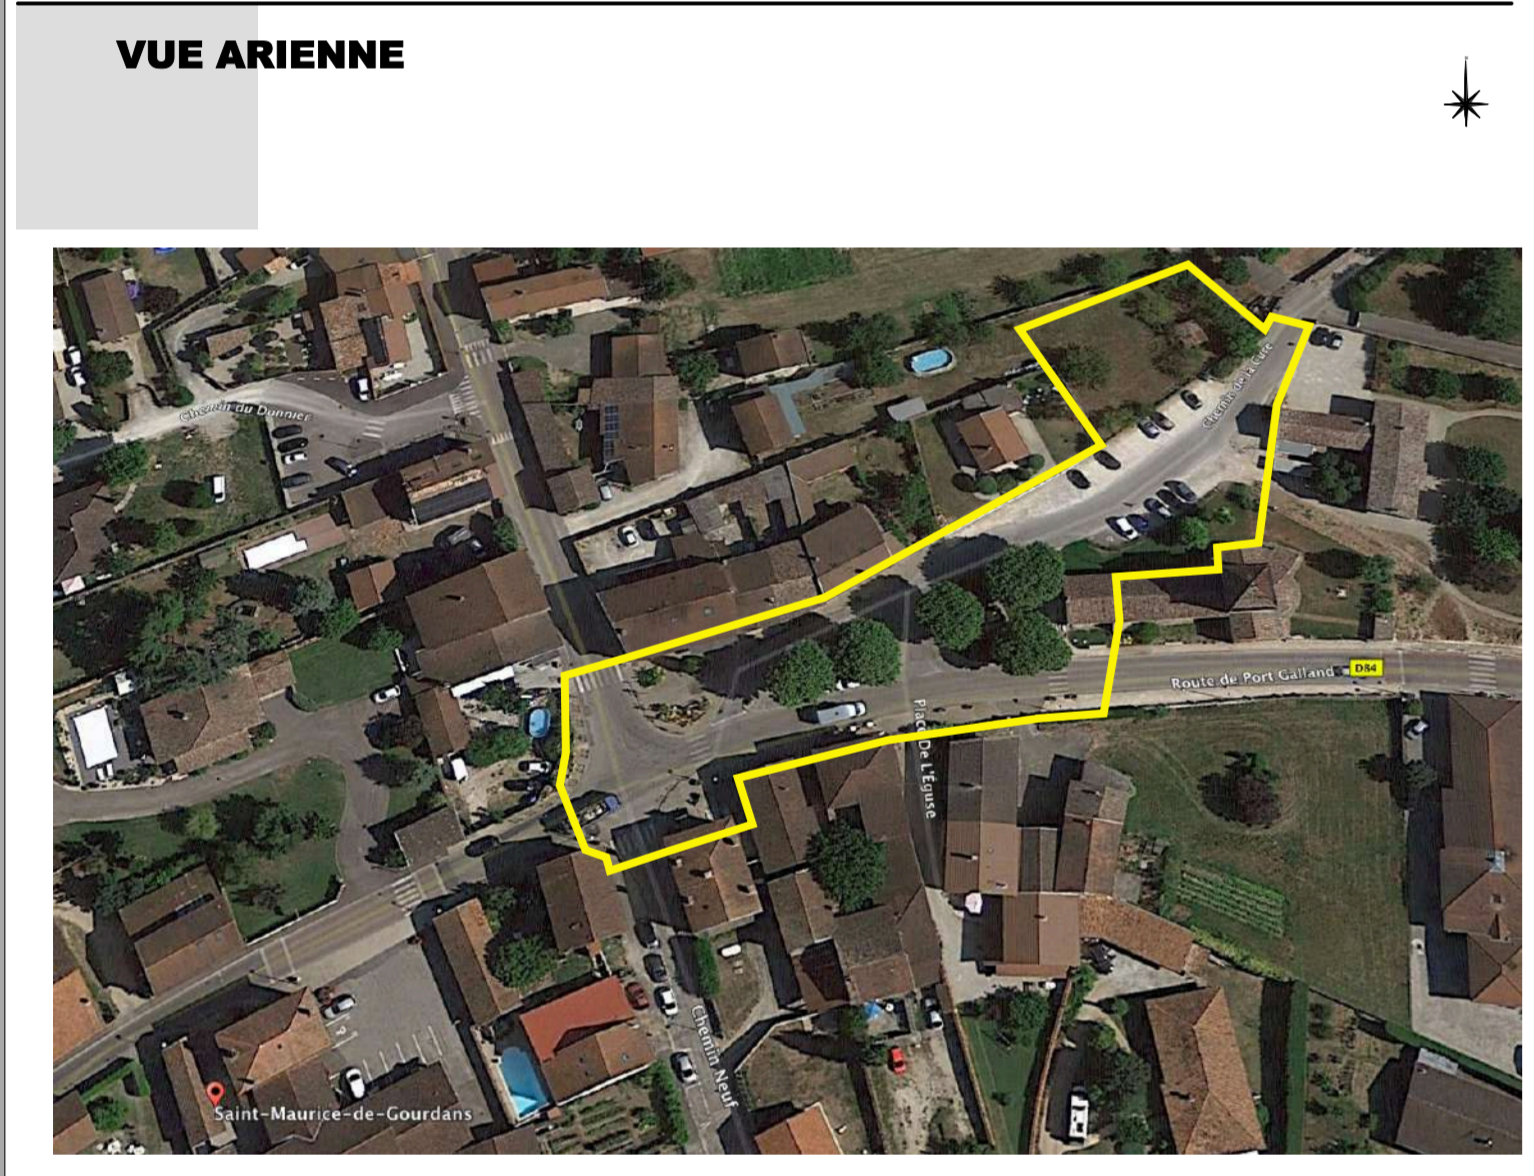 VUE ARIENNE
Chemin de la Cure
Chemin du Dunnier
Route de Port Galland
D84
Place De L'Égluse
Chemin Neuf
Saint-Maurice-de-Gourdans